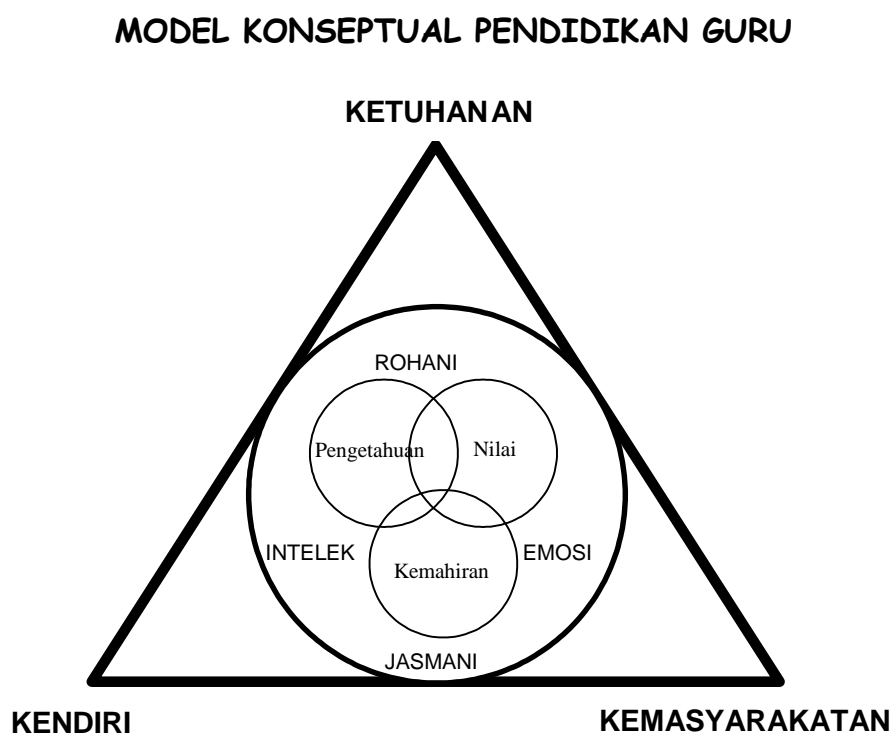 MODEL KONSEPTUAL PENDIDIKAN GURU
KETUHANAN
ROHANI
Pengetahuan
Nilai
INTELEK
EMOSI
Kemahiran
JASMANI
KENDIRI
KEMASYARAKATAN